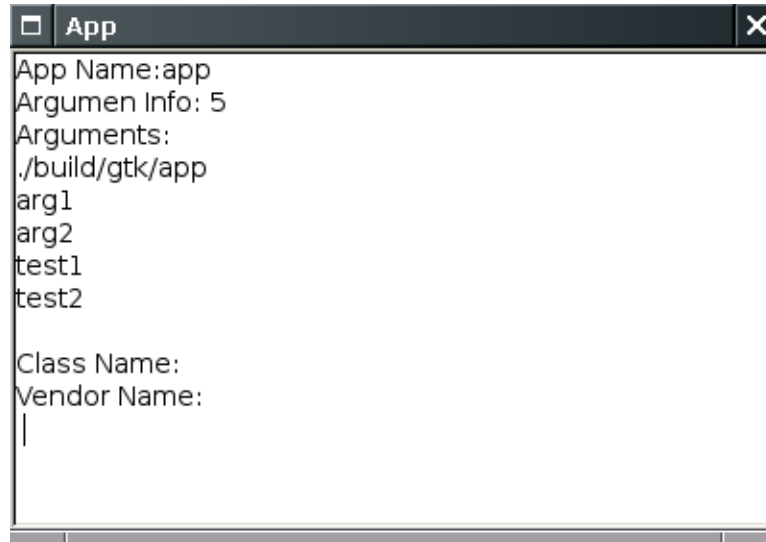 App
App Name:app
Argumen Info: 5
Arguments:
./build/gtk/app
arg1
arg2
test1
test2
Class Name:
Vendor Name: